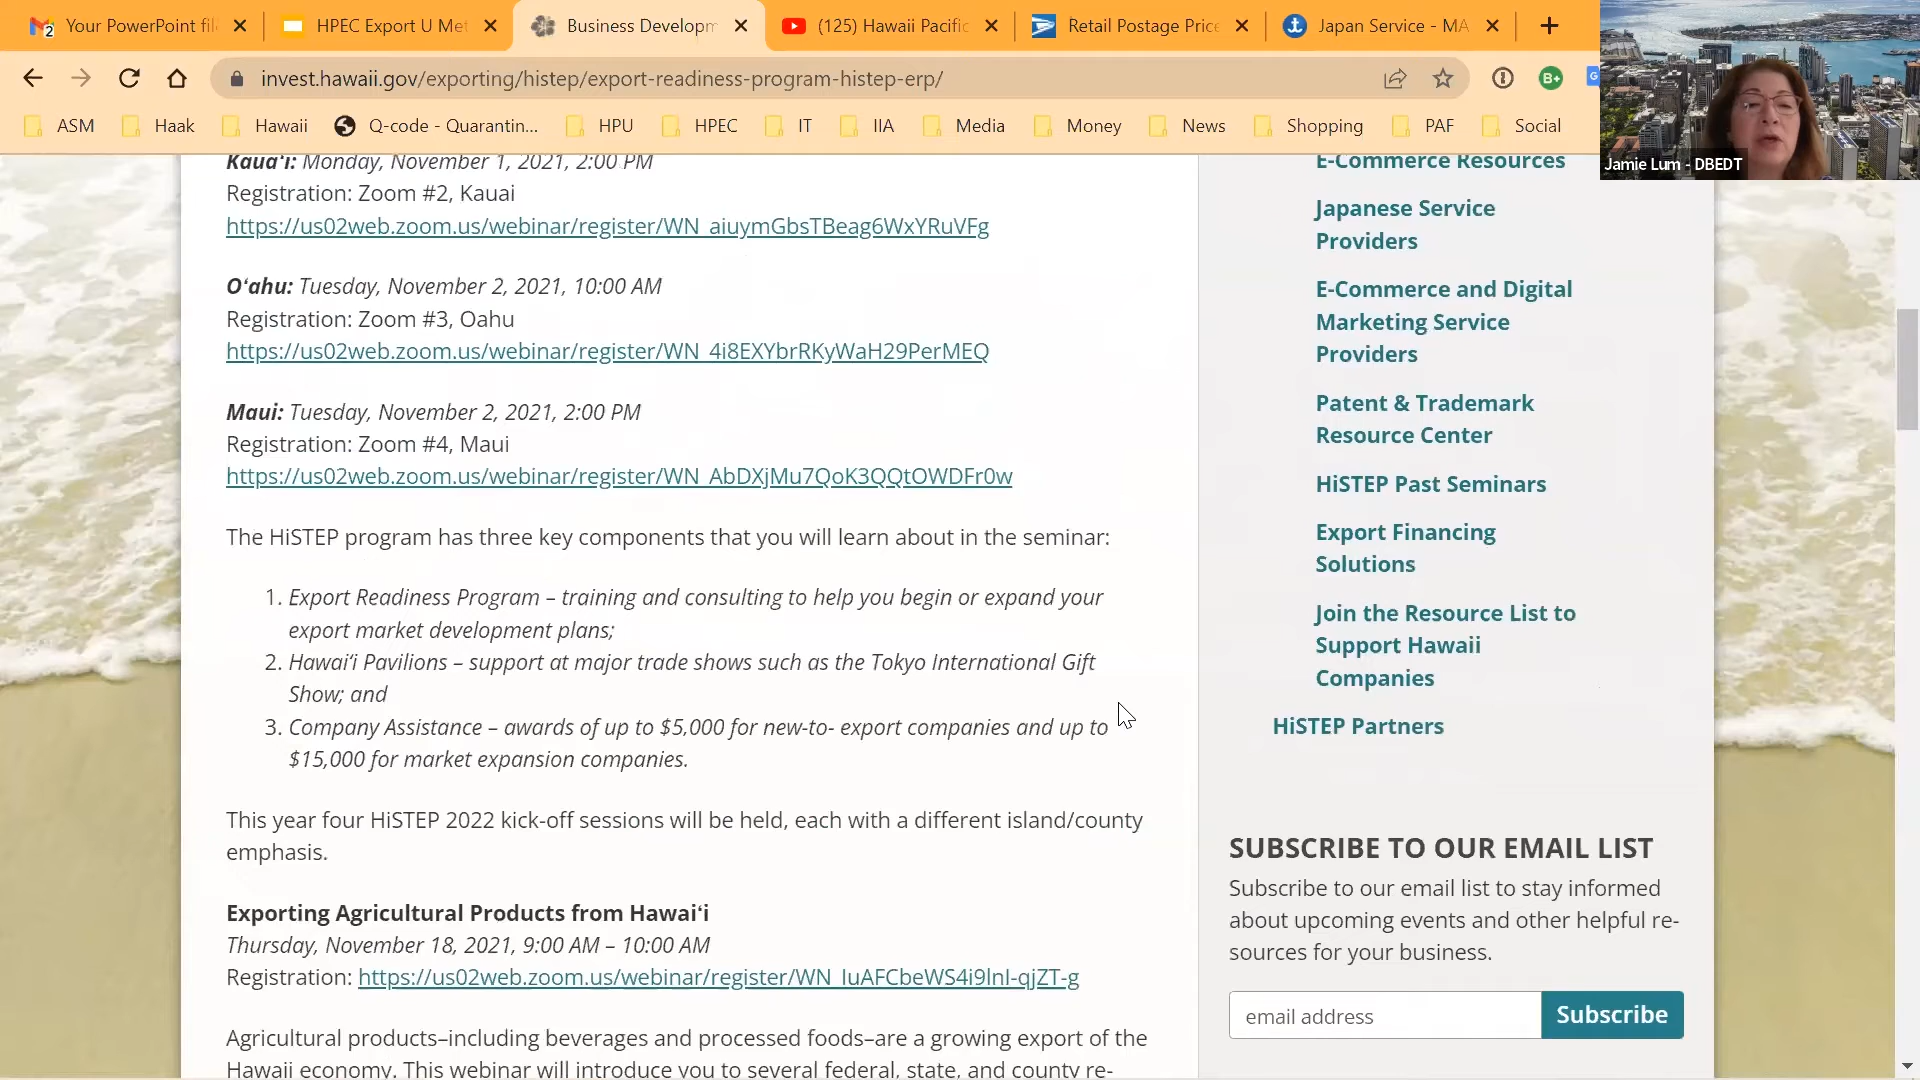 Your PowerPoint fil
HPEC Export U Met
Business Developm
(125) Hawaii Pacific
Retail Postage Price
Japan Service - MA
invest.hawaii.gov/exporting/histep/export-readiness-program-histep-erp/
ASM
Haak
Hawaii
Q-code - Quarantin...
HPU
HPEC
IT
IIA
Media
Money
News
Shopping
PAF
Social
Jamie Lum - DBEDT
Kauaʻi: Monday, November 1, 2021, 2:00 PM
Registration: Zoom #2, Kauai
https://us02web.zoom.us/webinar/register/WN_aiuymGbsTBeag6WxYRuVFg
Oʻahu: Tuesday, November 2, 2021, 10:00 AM
Registration: Zoom #3, Oahu
https://us02web.zoom.us/webinar/register/WN_4i8EXYbrRKyWaH29PerMEQ
Maui: Tuesday, November 2, 2021, 2:00 PM
Registration: Zoom #4, Maui
https://us02web.zoom.us/webinar/register/WN_AbDXjMu7QoK3QQtOWDFr0w
The HiSTEP program has three key components that you will learn about in the seminar:
1. Export Readiness Program – training and consulting to help you begin or expand your
export market development plans;
2. Hawaiʻi Pavilions – support at major trade shows such as the Tokyo International Gift
Show; and
3. Company Assistance – awards of up to $5,000 for new-to- export companies and up to
$15,000 for market expansion companies.
This year four HiSTEP 2022 kick-off sessions will be held, each with a different island/county
emphasis.
Exporting Agricultural Products from Hawaiʻi
Thursday, November 18, 2021, 9:00 AM – 10:00 AM
Registration: https://us02web.zoom.us/webinar/register/WN_IuAFCbeWS4i9lnI-qjZT-g
Agricultural products–including beverages and processed foods–are a growing export of the
Hawaii economy. This webinar will introduce you to several federal, state, and county re-
E-Commerce Resources
Japanese Service
Providers
E-Commerce and Digital
Marketing Service
Providers
Patent & Trademark
Resource Center
HiSTEP Past Seminars
Export Financing
Solutions
Join the Resource List to
Support Hawaii
Companies
HiSTEP Partners
SUBSCRIBE TO OUR EMAIL LIST
Subscribe to our email list to stay informed
about upcoming events and other helpful re-
sources for your business.
email address
Subscribe